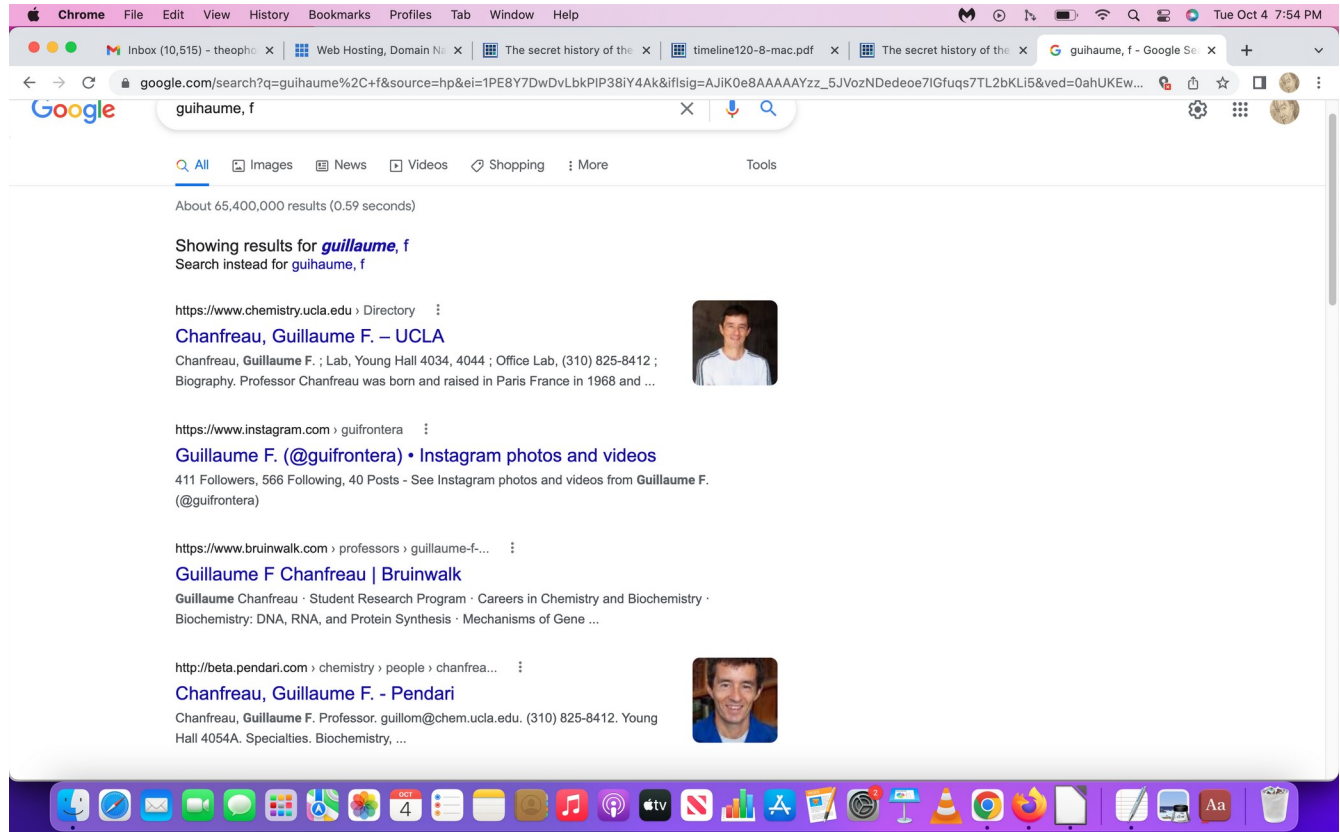 Chrome File Edit View History Bookmarks Profiles Tab Window Help Tue Oct 4 7:54 PM
Inbox (10,515) - theopho Web Hosting, Domain Na The secret history of the timeline120-8-mac.pdf The secret history of the guihaume, f - Google Se
google.com/search?q=guihaume%2C+f&source=hp&ei=1PE8Y7DwDvLbkPIP38iY4Ak&iflsig=AJiK0e8AAAAAYzz_5JVozNDedeoe7IGfuqs7TL2bKLi5&ved=0ahUKEw...
Google guihaume, f
All Images News Videos Shopping More Tools
About 65,400,000 results (0.59 seconds)
Showing results for guillaume, f
Search instead for guihaume, f
https://www.chemistry.ucla.edu › Directory
Chanfreau, Guillaume F. – UCLA
Chanfreau, Guillaume F. ; Lab, Young Hall 4034, 4044 ; Office Lab, (310) 825-8412 ;
Biography. Professor Chanfreau was born and raised in Paris France in 1968 and ...
https://www.instagram.com › guifrontera
Guillaume F. (@guifrontera) • Instagram photos and videos
411 Followers, 566 Following, 40 Posts - See Instagram photos and videos from Guillaume F.
(@guifrontera)
https://www.bruinwalk.com › professors › guillaume-f-...
Guillaume F Chanfreau | Bruinwalk
Guillaume Chanfreau · Student Research Program · Careers in Chemistry and Biochemistry ·
Biochemistry: DNA, RNA, and Protein Synthesis · Mechanisms of Gene ...
http://beta.pendari.com › chemistry › people › chanfrea...
Chanfreau, Guillaume F. - Pendari
Chanfreau, Guillaume F. Professor. guillom@chem.ucla.edu. (310) 825-8412. Young
Hall 4054A. Specialties. Biochemistry, ...
OCT
4 tv 2 Aa